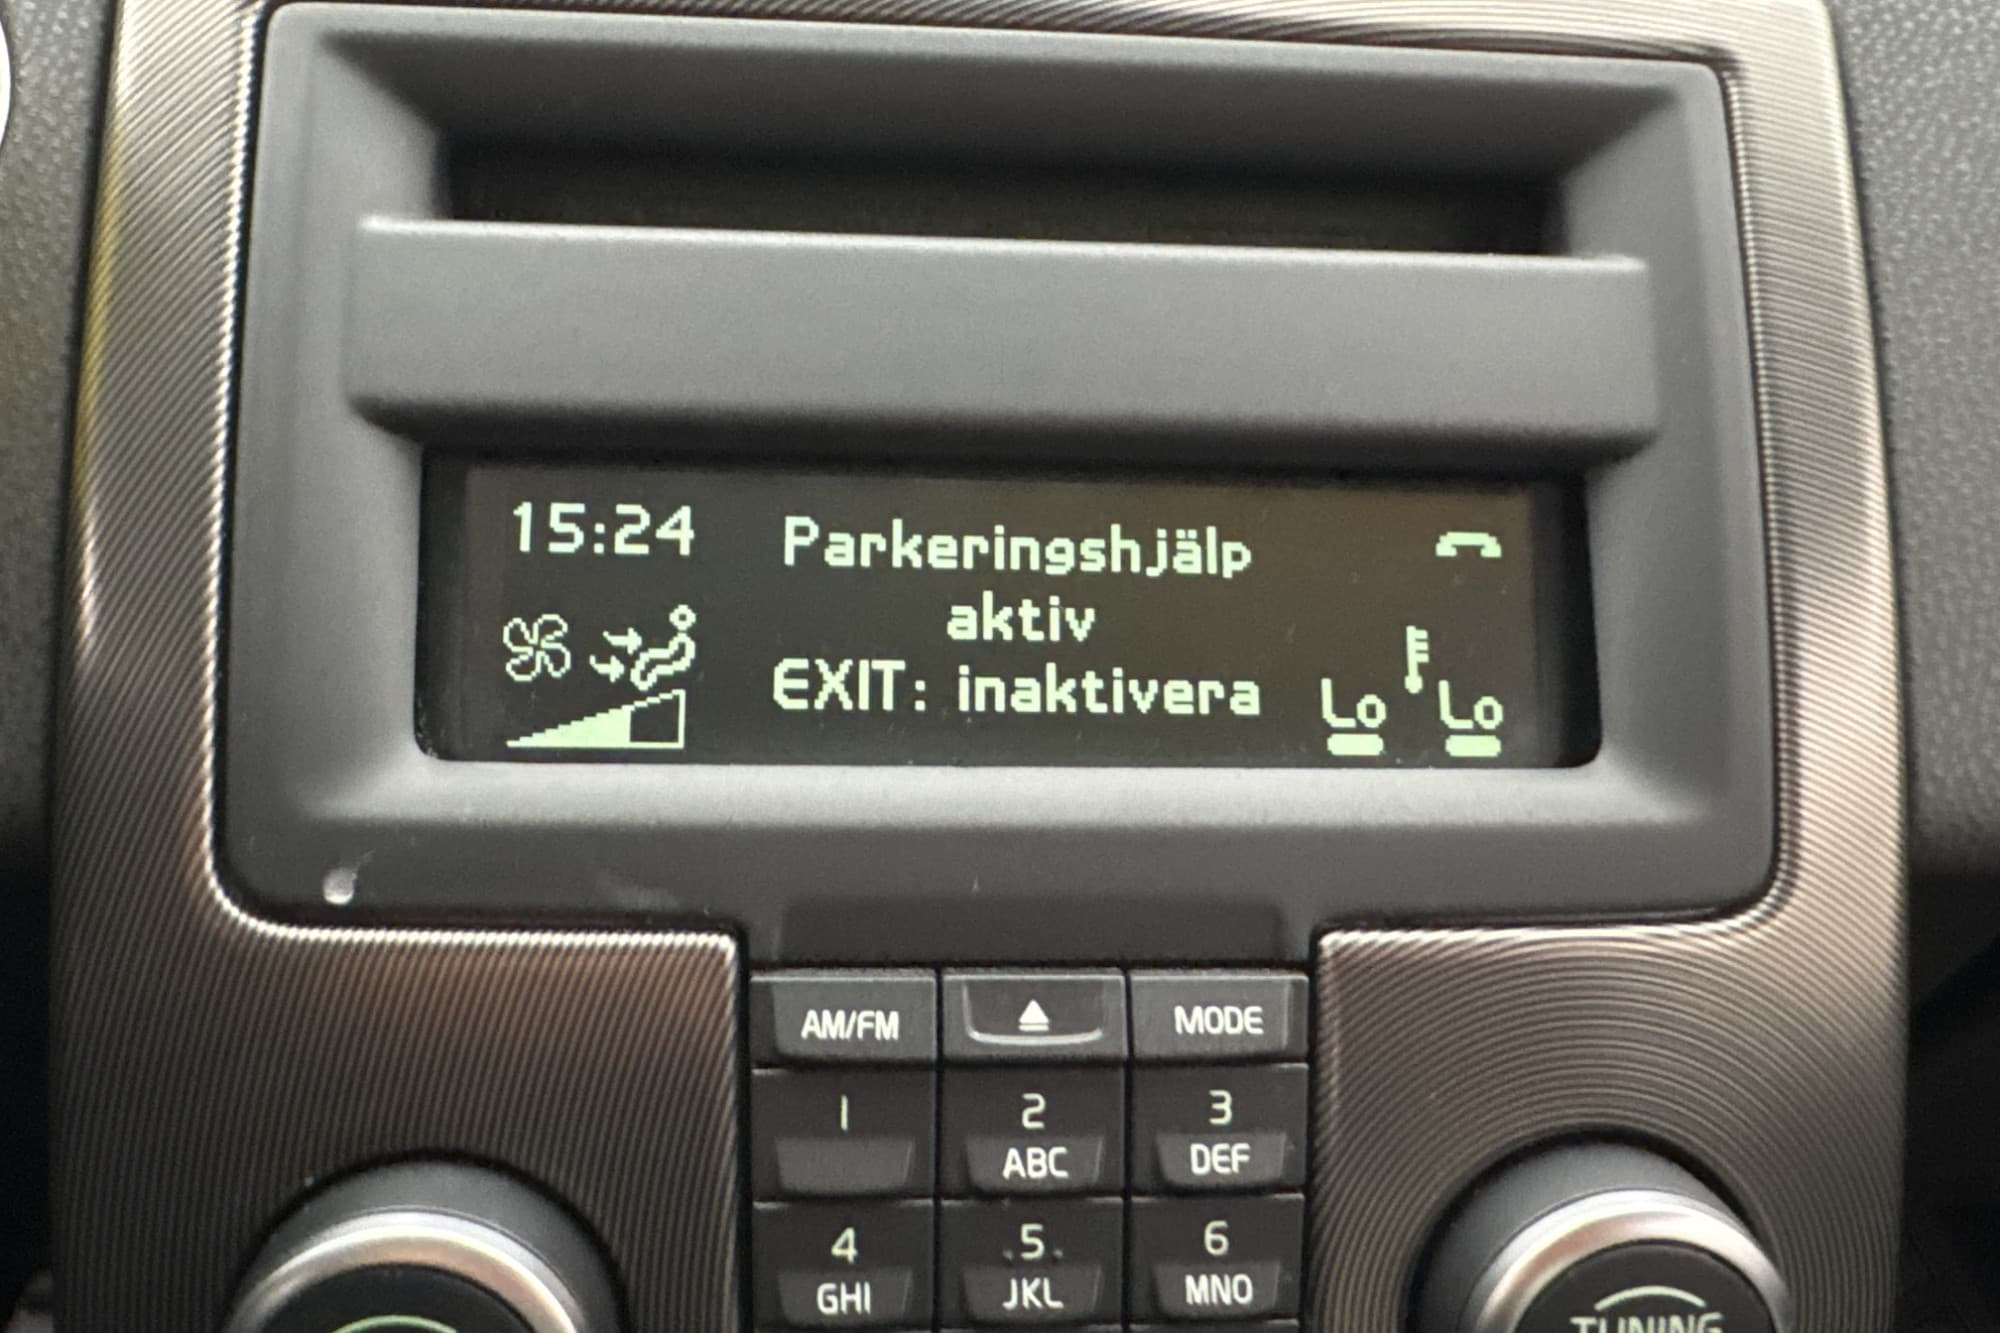 15:24
Parkeringshjälp
aktiv
EXIT: inaktivera
Lo Lo
AM/FM MODE
1 2 3
ABC DEF
4 5 6
GHI JKL MNO
TUNING